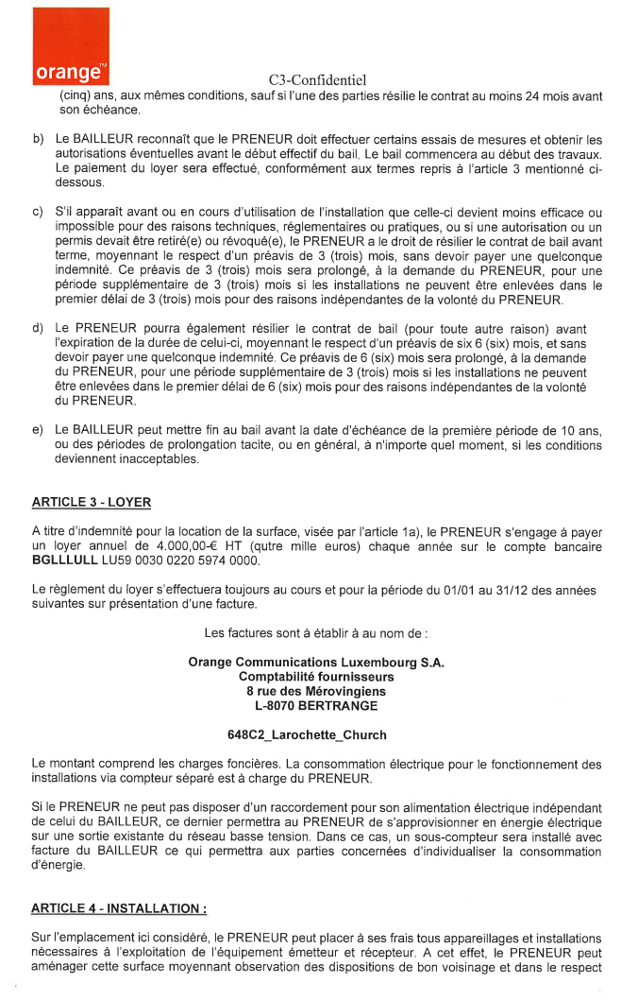 orange™
C3-Confidentiel
(cinq) ans, aux mêmes conditions, sauf si l'une des parties résilie le contrat au moins 24 mois avant
son échéance.
b) Le BAILLEUR reconnaît que le PRENEUR doit effectuer certains essais de mesures et obtenir les
autorisations éventuelles avant le début effectif du bail. Le bail commencera au début des travaux.
Le paiement du loyer sera effectué, conformément aux termes repris à l'article 3 mentionné ci-
dessous.
c) S'il apparaît avant ou en cours d'utilisation de l'installation que celle-ci devient moins efficace ou
impossible pour des raisons techniques, réglementaires ou pratiques, ou si une autorisation ou un
permis devait être retiré(e) ou révoqué(e), le PRENEUR a le droit de résilier le contrat de bail avant
terme, moyennant le respect d'un préavis de 3 (trois) mois, sans devoir payer une quelconque
indemnité. Ce préavis de 3 (trois) mois sera prolongé, à la demande du PRENEUR, pour une
période supplémentaire de 3 (trois) mois si les installations ne peuvent être enlevées dans le
premier délai de 3 (trois) mois pour des raisons indépendantes de la volonté du PRENEUR.
d) Le PRENEUR pourra également résilier le contrat de bail (pour toute autre raison) avant
l'expiration de la durée de celui-ci, moyennant le respect d'un préavis de six 6 (six) mois, et sans
devoir payer une quelconque indemnité. Ce préavis de 6 (six) mois sera prolongé, à la demande
du PRENEUR, pour une période supplémentaire de 3 (trois) mois si les installations ne peuvent
être enlevées dans le premier délai de 6 (six) mois pour des raisons indépendantes de la volonté
du PRENEUR.
e) Le BAILLEUR peut mettre fin au bail avant la date d'échéance de la première période de 10 ans,
ou des périodes de prolongation tacite, ou en général, à n'importe quel moment, si les conditions
deviennent inacceptables.
ARTICLE 3 - LOYER
A titre d'indemnité pour la location de la surface, visée par l'article 1a), le PRENEUR s'engage à payer
un loyer annuel de 4.000,00-€ HT (qutre mille euros) chaque année sur le compte bancaire
BGLLLULL LU59 0030 0220 5974 0000.
Le règlement du loyer s'effectuera toujours au cours et pour la période du 01/01 au 31/12 des années
suivantes sur présentation d'une facture.
Les factures sont à établir à au nom de :
Orange Communications Luxembourg S.A.
Comptabilité fournisseurs
8 rue des Mérovingiens
L-8070 BERTRANGE
648C2_Larochette_Church
Le montant comprend les charges foncières. La consommation électrique pour le fonctionnement des
installations via compteur séparé est à charge du PRENEUR.
Si le PRENEUR ne peut pas disposer d'un raccordement pour son alimentation électrique indépendant
de celui du BAILLEUR, ce dernier permettra au PRENEUR de s'approvisionner en énergie électrique
sur une sortie existante du réseau basse tension. Dans ce cas, un sous-compteur sera installé avec
facture du BAILLEUR ce qui permettra aux parties concernées d'individualiser la consommation
d'énergie.
ARTICLE 4 - INSTALLATION :
Sur l'emplacement ici considéré, le PRENEUR peut placer à ses frais tous appareillages et installations
nécessaires à l'exploitation de l'équipement émetteur et récepteur. A cet effet, le PRENEUR peut
aménager cette surface moyennant observation des dispositions de bon voisinage et dans le respect